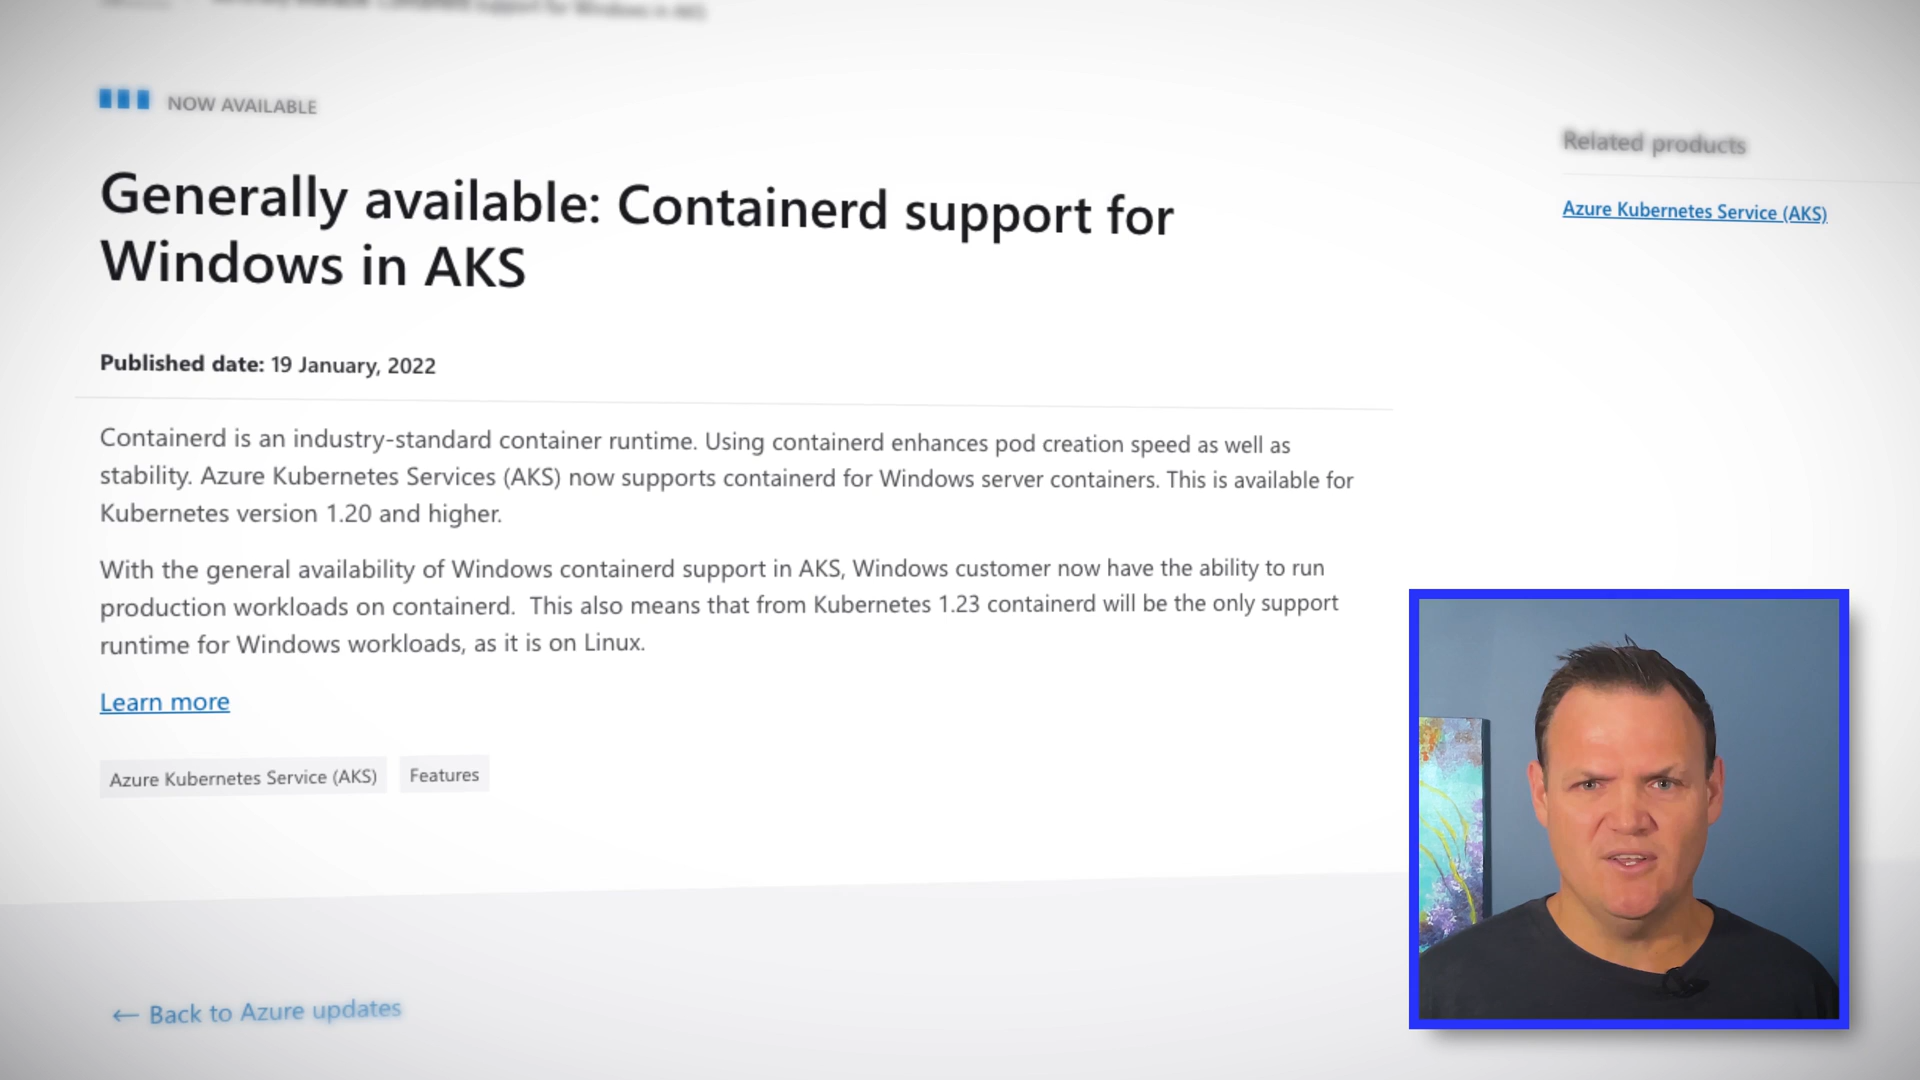 NOW AVAILABLE
Generally available: Containerd support for
Windows in AKS
Published date: 19 January, 2022
Containerd is an industry-standard container runtime. Using containerd enhances pod creation speed as well as
stability. Azure Kubernetes Services (AKS) now supports containerd for Windows server containers. This is available for
Kubernetes version 1.20 and higher.
With the general availability of Windows containerd support in AKS, Windows customer now have the ability to run
production workloads on containerd.  This also means that from Kubernetes 1.23 containerd will be the only support
runtime for Windows workloads, as it is on Linux.
Learn more
Azure Kubernetes Service (AKS)
Features
← Back to Azure updates
Related products
Azure Kubernetes Service (AKS)